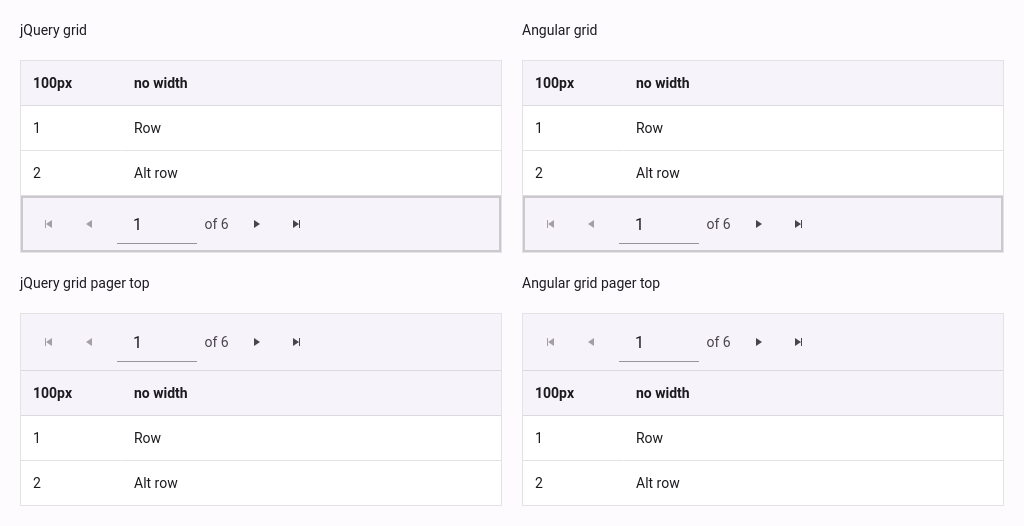 jQuery grid
100px no width
1 Row
2 Alt row
1 of 6
Angular grid
100px no width
1 Row
2 Alt row
1 of 6
jQuery grid pager top
1 of 6
100px no width
1 Row
2 Alt row
Angular grid pager top
1 of 6
100px no width
1 Row
2 Alt row